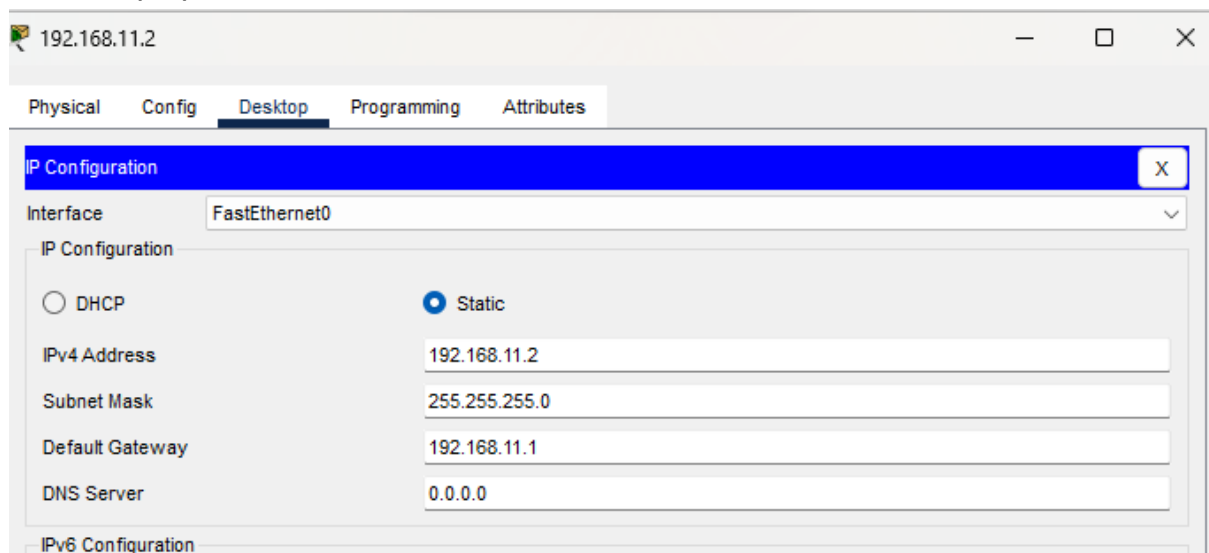 192.168.11.2
Physical Config Desktop Programming Attributes
IP Configuration X
Interface FastEthernet0
IP Configuration
DHCP Static
IPv4 Address 192.168.11.2
Subnet Mask 255.255.255.0
Default Gateway 192.168.11.1
DNS Server 0.0.0.0
IPv6 Configuration